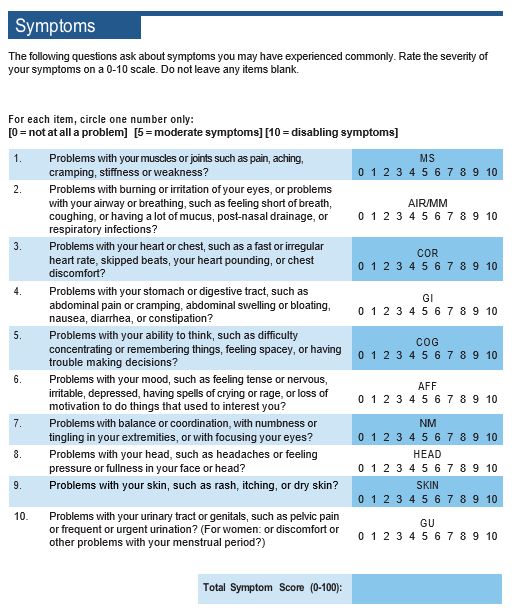 Symptoms
The following questions ask about symptoms you may have experienced commonly. Rate the severity of
your symptoms on a 0-10 scale. Do not leave any items blank.
For each item, circle one number only:
[0 = not at all a problem] [5 = moderate symptoms] [10 = disabling symptoms]
1. Problems with your muscles or joints such as pain, aching,
cramping, stiffness or weakness?
MS
0 1 2 3 4 5 6 7 8 9 10
2. Problems with burning or irritation of your eyes, or problems
with your airway or breathing, such as feeling short of breath,
coughing, or having a lot of mucus, post-nasal drainage, or
respiratory infections?
AIR/MM
0 1 2 3 4 5 6 7 8 9 10
3. Problems with your heart or chest, such as a fast or irregular
heart rate, skipped beats, your heart pounding, or chest
discomfort?
COR
0 1 2 3 4 5 6 7 8 9 10
4. Problems with your stomach or digestive tract, such as
abdominal pain or cramping, abdominal swelling or bloating,
nausea, diarrhea, or constipation?
GI
0 1 2 3 4 5 6 7 8 9 10
5. Problems with your ability to think, such as difficulty
concentrating or remembering things, feeling spacey, or having
trouble making decisions?
COG
0 1 2 3 4 5 6 7 8 9 10
6. Problems with your mood, such as feeling tense or nervous,
irritable, depressed, having spells of crying or rage, or loss of
motivation to do things that used to interest you?
AFF
0 1 2 3 4 5 6 7 8 9 10
7. Problems with balance or coordination, with numbness or
tingling in your extremities, or with focusing your eyes?
NM
0 1 2 3 4 5 6 7 8 9 10
8. Problems with your head, such as headaches or feeling
pressure or fullness in your face or head?
HEAD
0 1 2 3 4 5 6 7 8 9 10
9. Problems with your skin, such as rash, itching, or dry skin?
SKIN
0 1 2 3 4 5 6 7 8 9 10
10. Problems with your urinary tract or genitals, such as pelvic pain
or frequent or urgent urination? (For women: or discomfort or
other problems with your menstrual period?)
GU
0 1 2 3 4 5 6 7 8 9 10
Total Symptom Score (0-100):